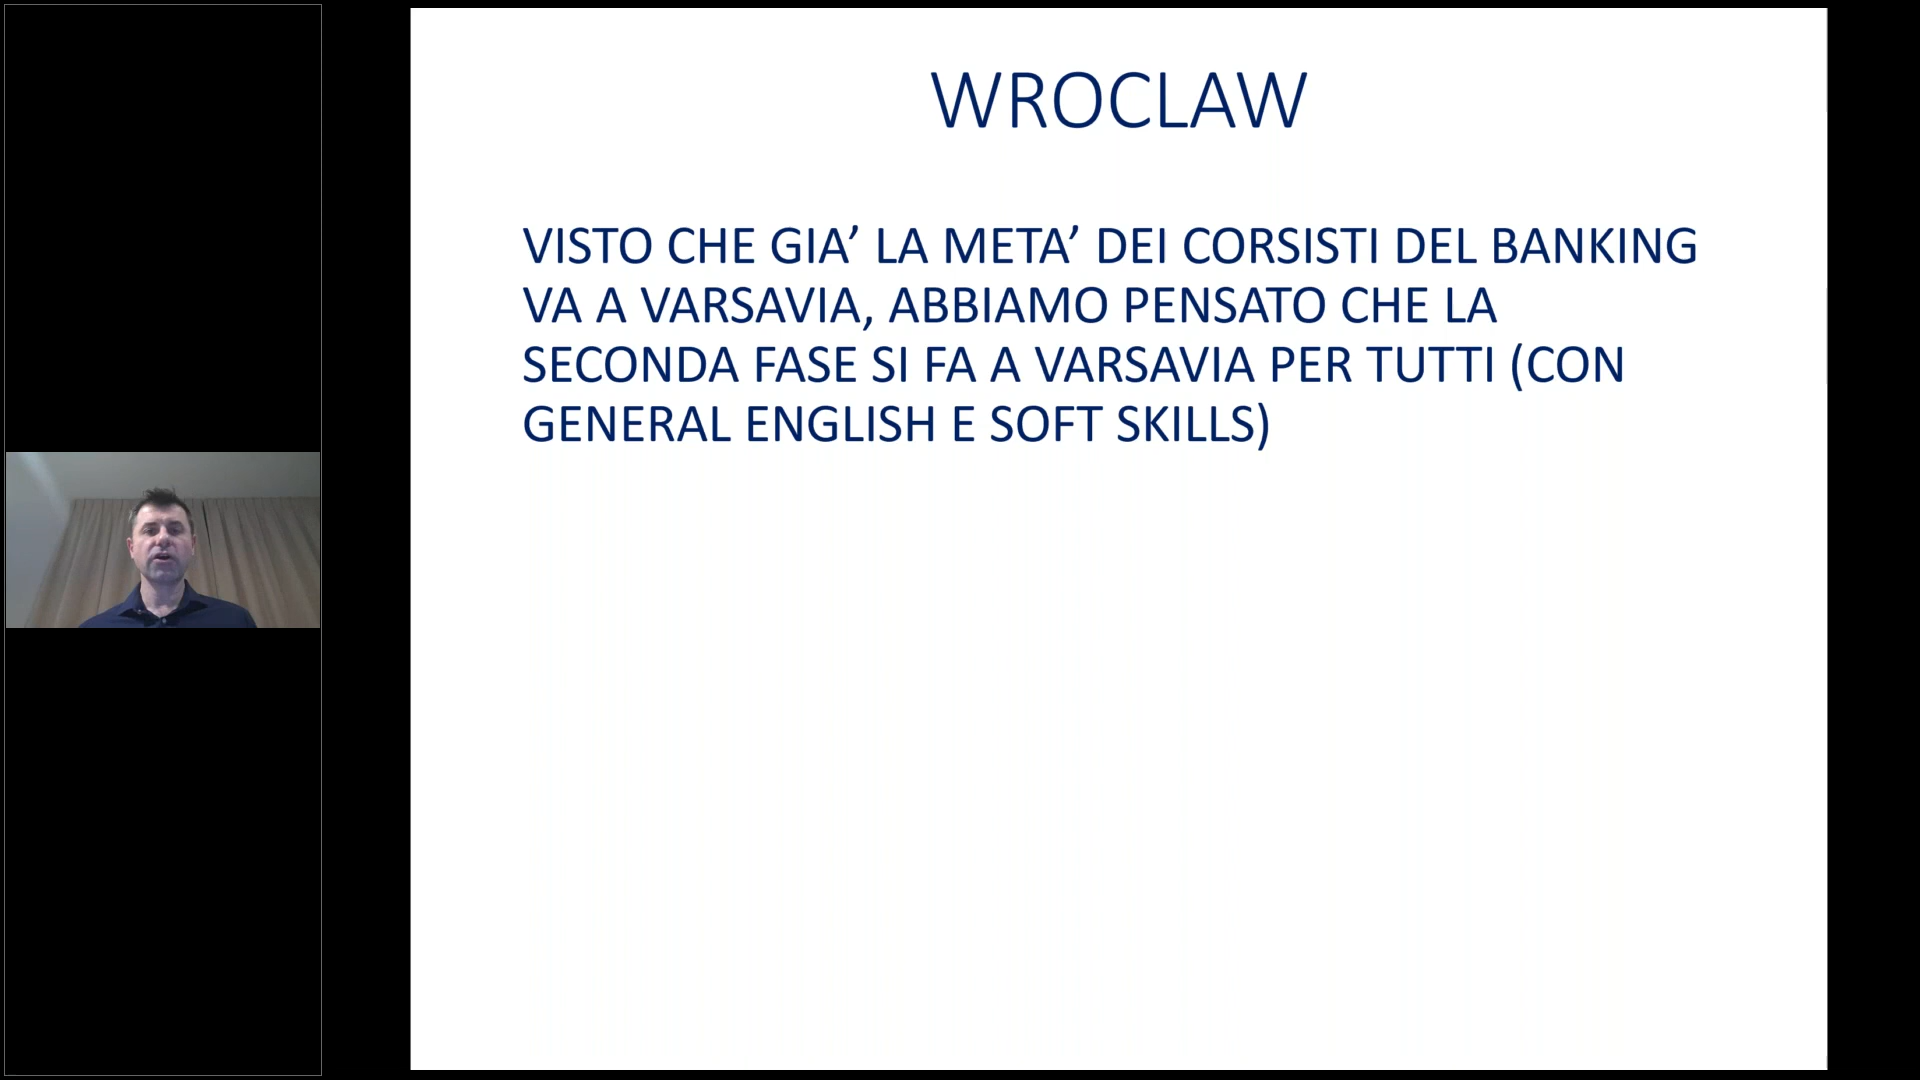 WROCLAW
VISTO CHE GIA’ LA META’ DEI CORSISTI DEL BANKING
VA A VARSAVIA, ABBIAMO PENSATO CHE LA
SECONDA FASE SI FA A VARSAVIA PER TUTTI (CON
GENERAL ENGLISH E SOFT SKILLS)